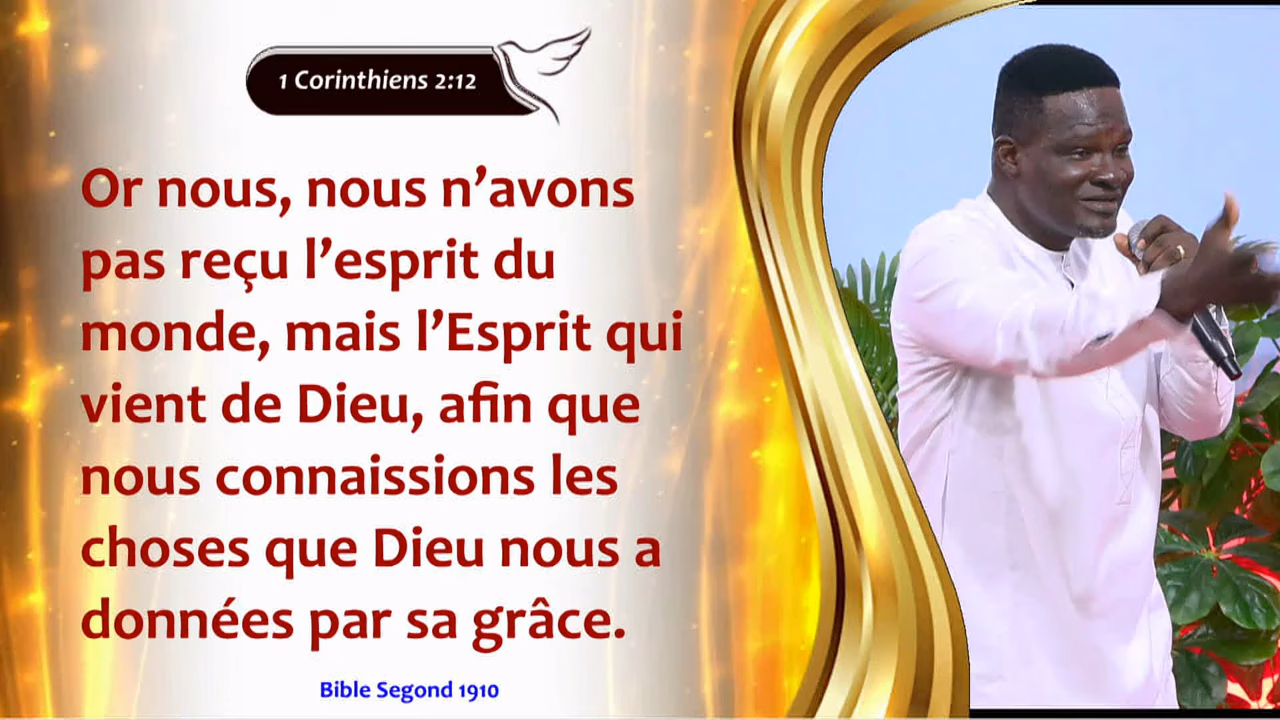 1 Corinthiens 2:12
Or nous, nous n’avons
pas reçu l’esprit du
monde, mais l’Esprit qui
vient de Dieu, afin que
nous connaissions les
choses que Dieu nous a
données par sa grâce.
Bible Segond 1910